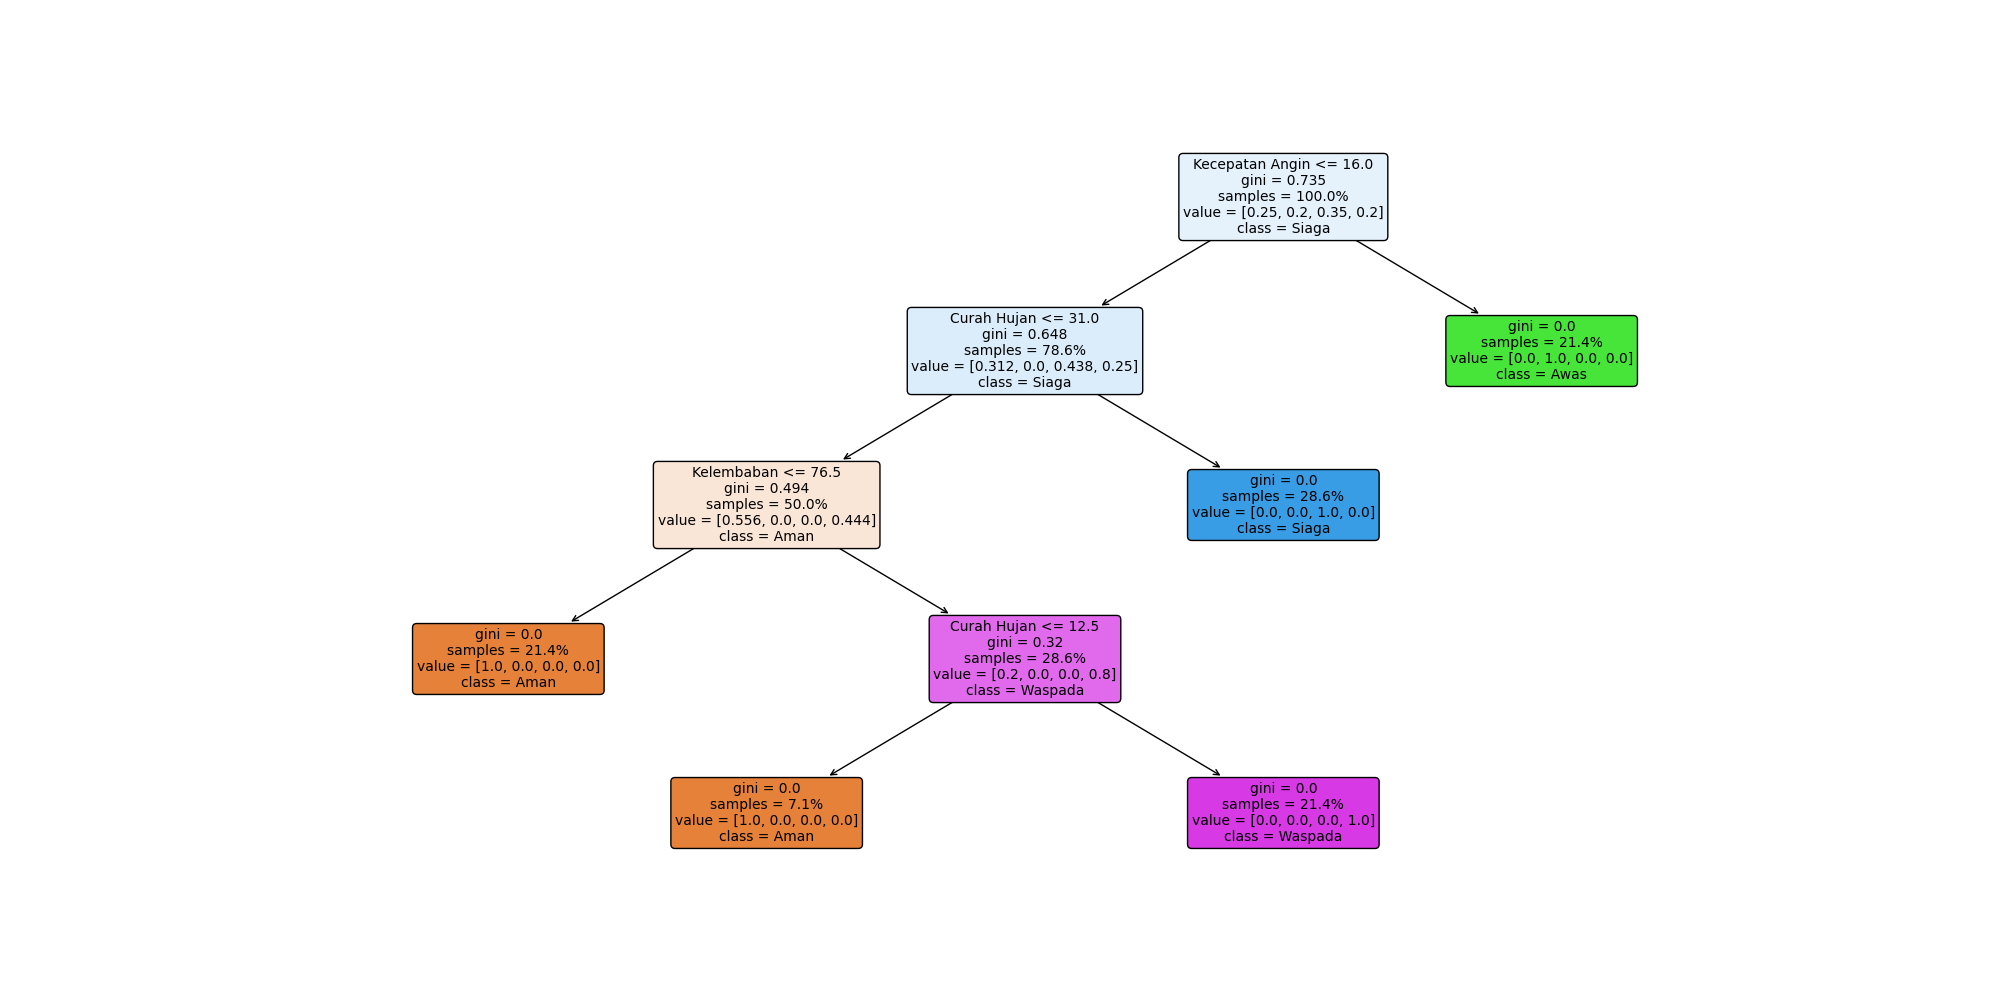 Kecepatan Angin <= 16.0
gini = 0.735
samples = 100.0%
value = [0.25, 0.2, 0.35, 0.2]
class = Siaga
Curah Hujan <= 31.0
gini = 0.648
samples = 78.6%
value = [0.312, 0.0, 0.438, 0.25]
class = Siaga
gini = 0.0
samples = 21.4%
value = [0.0, 1.0, 0.0, 0.0]
class = Awas
Kelembaban <= 76.5
gini = 0.494
samples = 50.0%
value = [0.556, 0.0, 0.0, 0.444]
class = Aman
gini = 0.0
samples = 28.6%
value = [0.0, 0.0, 1.0, 0.0]
class = Siaga
gini = 0.0
samples = 21.4%
value = [1.0, 0.0, 0.0, 0.0]
class = Aman
Curah Hujan <= 12.5
gini = 0.32
samples = 28.6%
value = [0.2, 0.0, 0.0, 0.8]
class = Waspada
gini = 0.0
samples = 7.1%
value = [1.0, 0.0, 0.0, 0.0]
class = Aman
gini = 0.0
samples = 21.4%
value = [0.0, 0.0, 0.0, 1.0]
class = Waspada